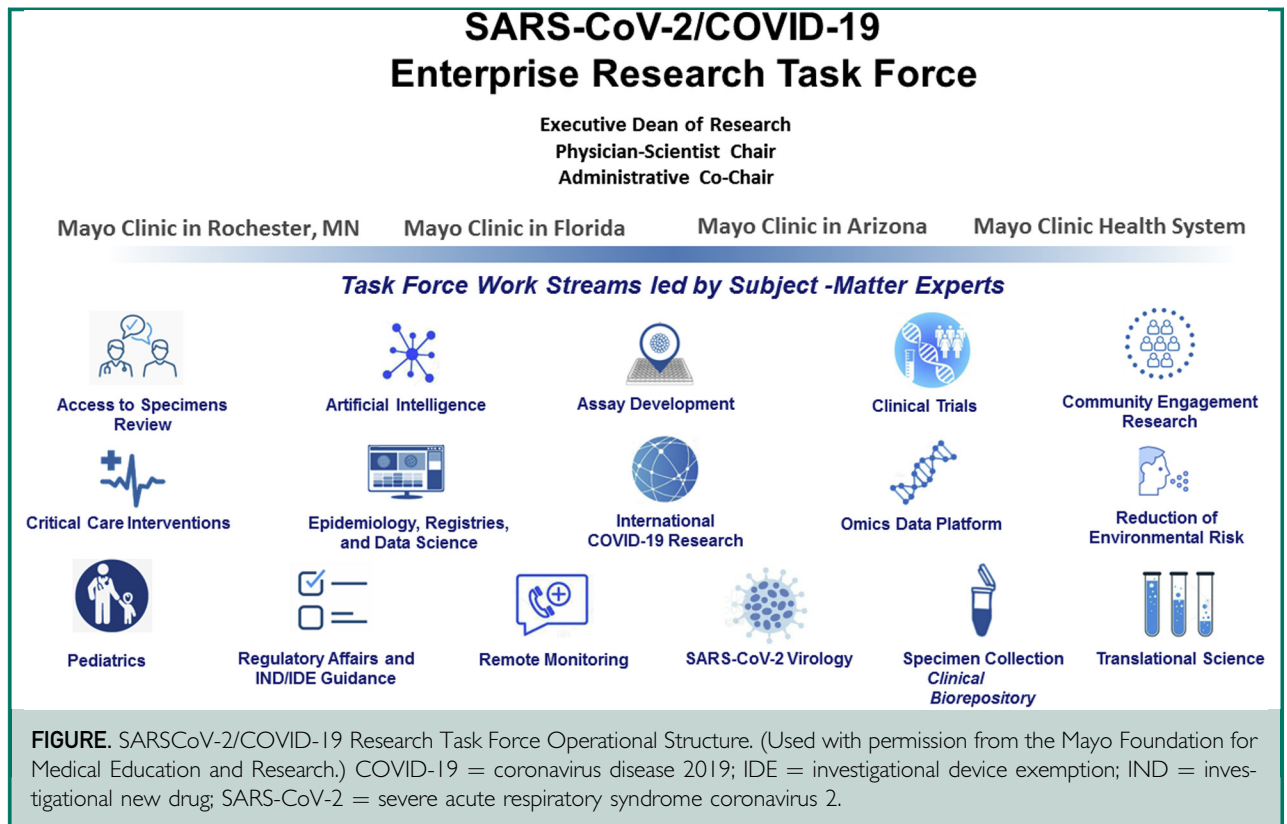 SARS-CoV-2/COVID-19
Enterprise Research Task Force
Executive Dean of Research
Physician-Scientist Chair
Administrative Co-Chair
Mayo Clinic in Rochester, MN
Mayo Clinic in Florida
Mayo Clinic in Arizona
Mayo Clinic Health System
Task Force Work Streams led by Subject -Matter Experts
Access to Specimens
Review
Artificial Intelligence
Assay Development
Clinical Trials
Community Engagement
Research
Critical Care Interventions
Epidemiology, Registries,
and Data Science
International
COVID-19 Research
Omics Data Platform
Reduction of
Environmental Risk
Pediatrics
Regulatory Affairs and
IND/IDE Guidance
Remote Monitoring
SARS-CoV-2 Virology
Specimen Collection
Clinical
Biorepository
Translational Science
FIGURE. SARSCoV-2/COVID-19 Research Task Force Operational Structure. (Used with permission from the Mayo Foundation for
Medical Education and Research.) COVID-19 = coronavirus disease 2019; IDE = investigational device exemption; IND = inves-
tigational new drug; SARS-CoV-2 = severe acute respiratory syndrome coronavirus 2.